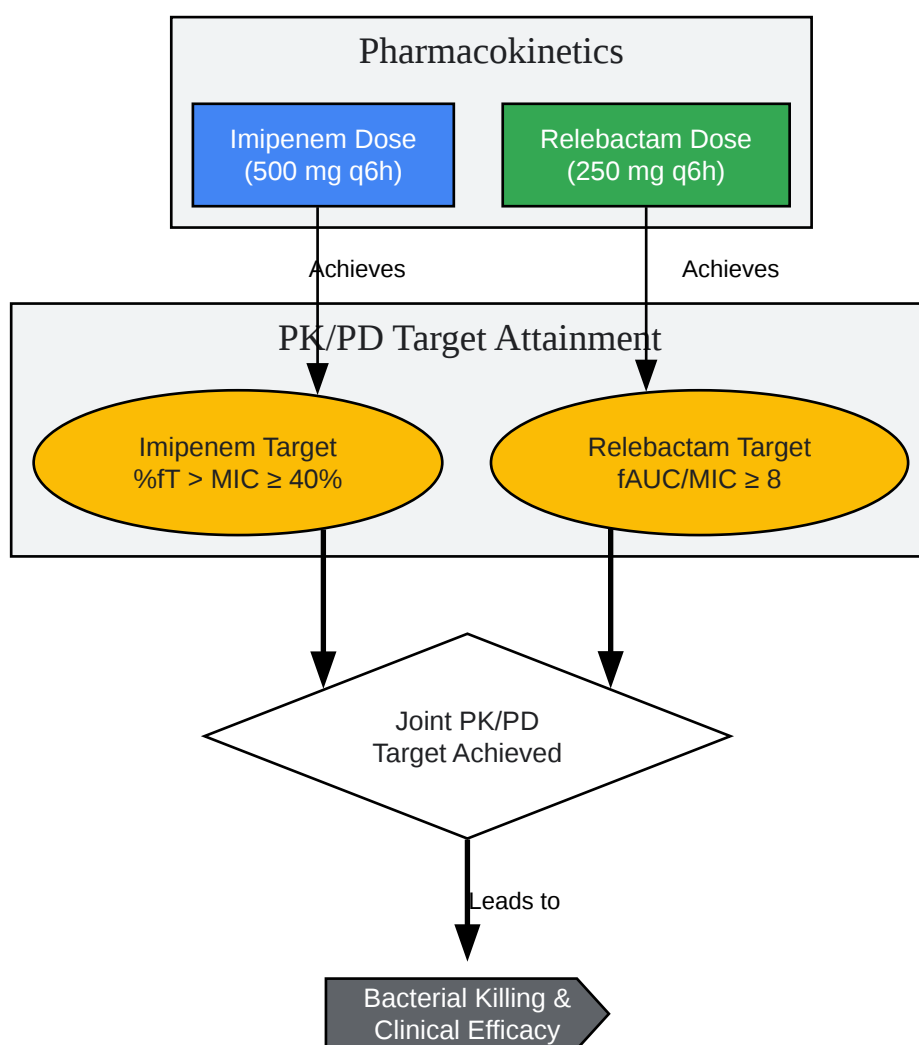 Pharmacokinetics
Imipenem Dose
(500 mg q6h)
Relebactam Dose
(250 mg q6h)
Achieves
Achieves
PK/PD Target Attainment
Imipenem Target
%fT > MIC ≥ 40%
Relebactam Target
fAUC/MIC ≥ 8
Joint PK/PD
Target Achieved
Leads to
Bacterial Killing &
Clinical Efficacy